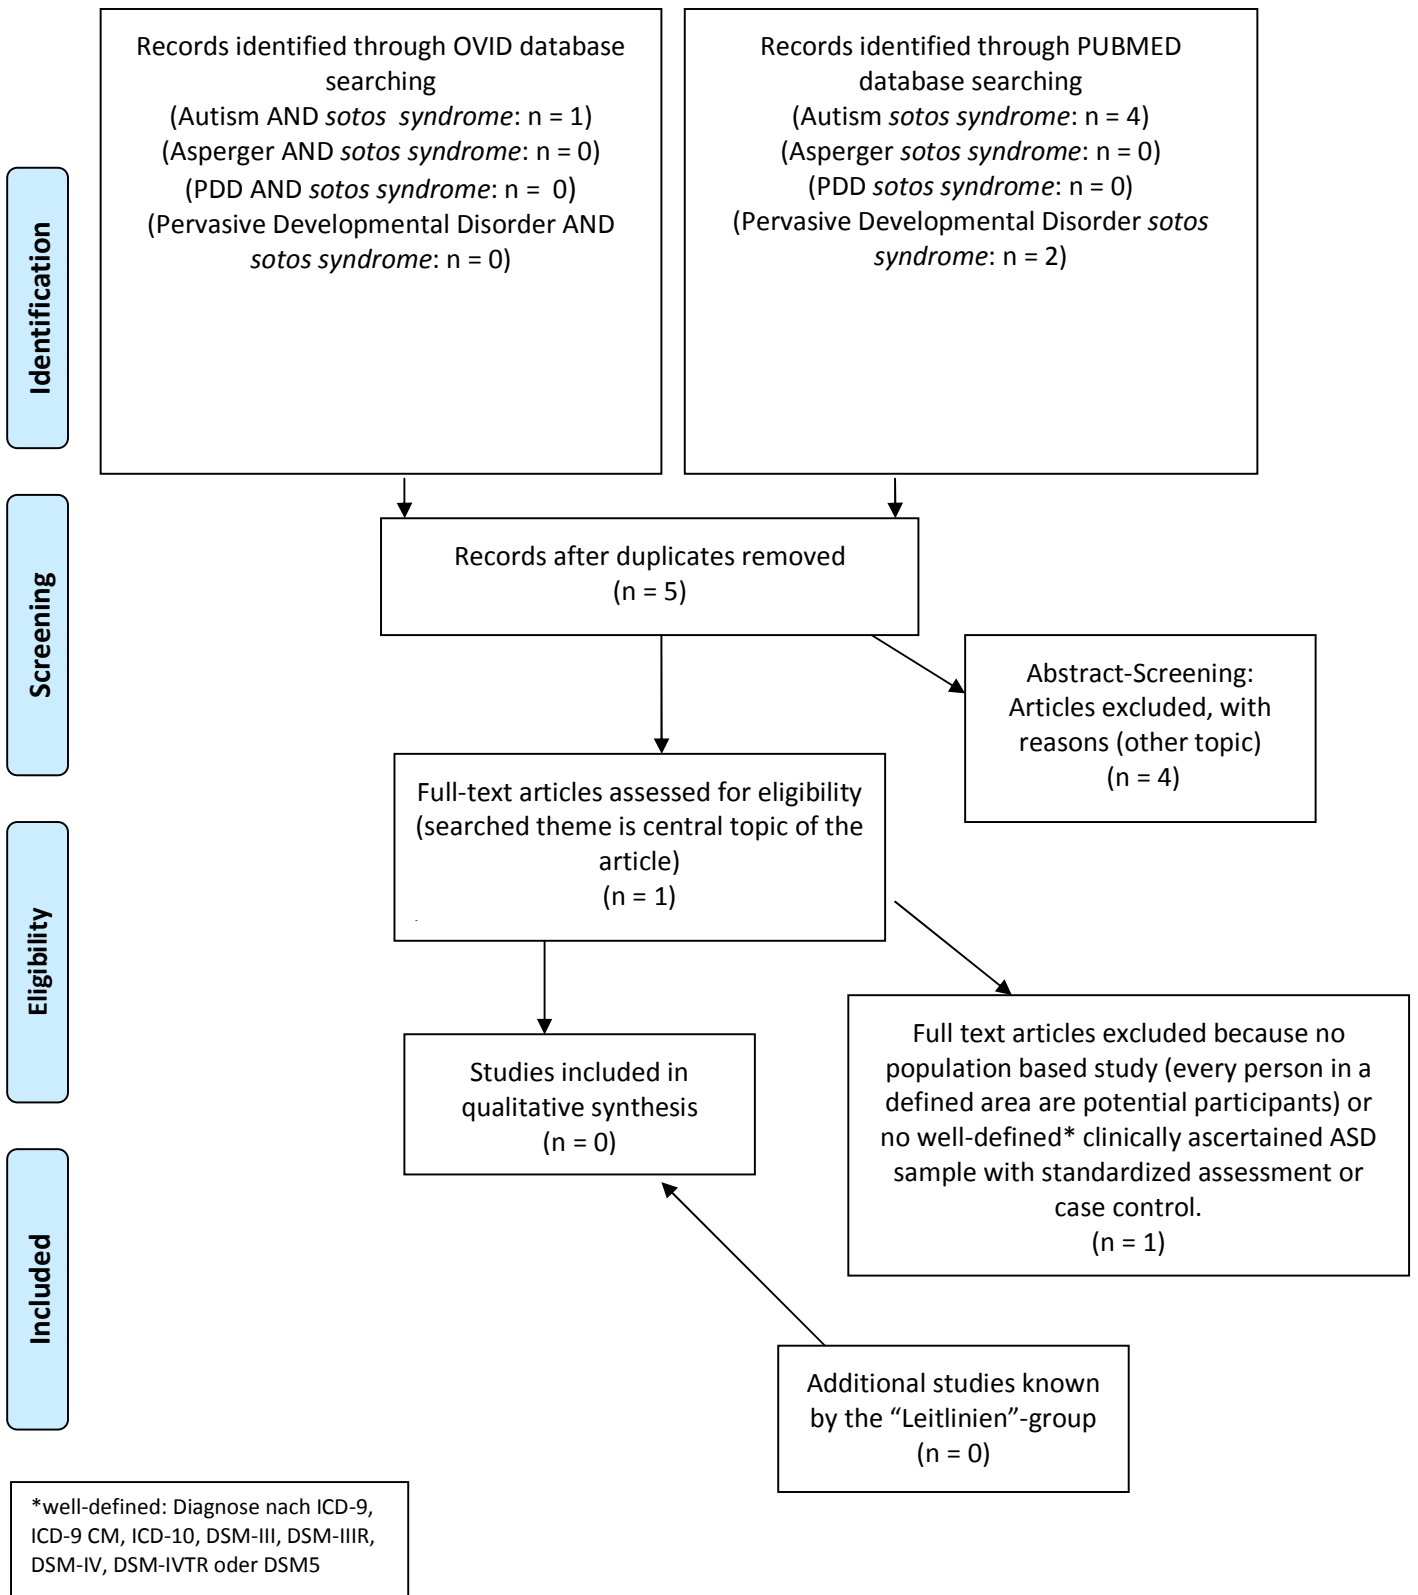 Records identified through OVID database
searching
(Autism AND sotos syndrome: n = 1)
(Asperger AND sotos syndrome: n = 0)
(PDD AND sotos syndrome: n = 0)
(Pervasive Developmental Disorder AND
sotos syndrome: n = 0)
Records identified through PUBMED
database searching
(Autism sotos syndrome: n = 4)
(Asperger sotos syndrome: n = 0)
(PDD sotos syndrome: n = 0)
(Pervasive Developmental Disorder sotos
syndrome: n = 2)
Identification
Screening
Records after duplicates removed
(n = 5)
Abstract-Screening:
Articles excluded, with
reasons (other topic)
(n = 4)
Full-text articles assessed for eligibility
(searched theme is central topic of the
article)
(n = 1)
Eligibility
Studies included in
qualitative synthesis
(n = 0)
Full text articles excluded because no
population based study (every person in a
defined area are potential participants) or
no well-defined* clinically ascertained ASD
sample with standardized assessment or
case control.
(n = 1)
Included
Additional studies known
by the “Leitlinien”-group
(n = 0)
*well-defined: Diagnose nach ICD-9,
ICD-9 CM, ICD-10, DSM-III, DSM-IIIR,
DSM-IV, DSM-IVTR oder DSM5